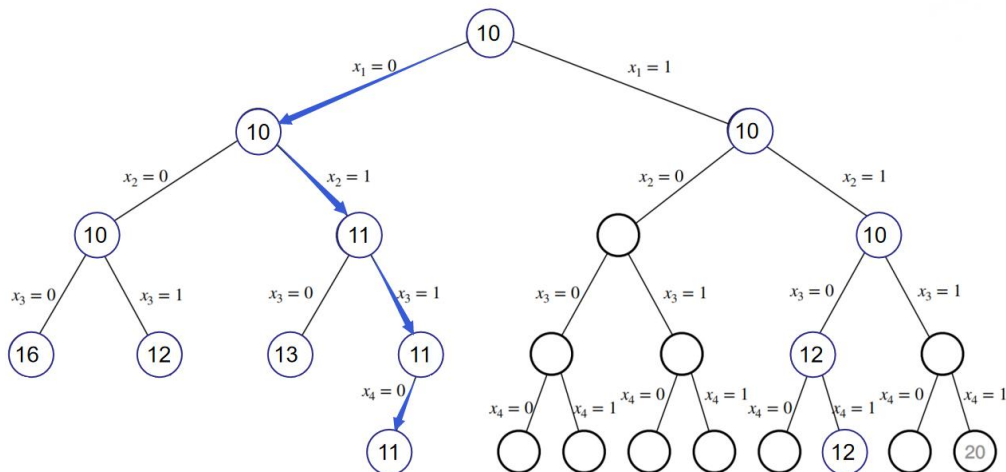 10
x₁ = 0
x₁ = 1
10
10
x₂ = 0
x₂ = 1
x₂ = 0
x₂ = 1
10
11
10
x₃ = 0
x₃ = 1
x₃ = 0
x₃ = 1
x₃ = 0
x₃ = 1
x₃ = 0
x₃ = 1
16
12
13
11
12
x₄ = 0
x₄ = 0
x₄ = 1
x₄ = 0
x₄ = 1
x₄ = 0
x₄ = 1
x₄ = 0
x₄ = 1
11
12
20